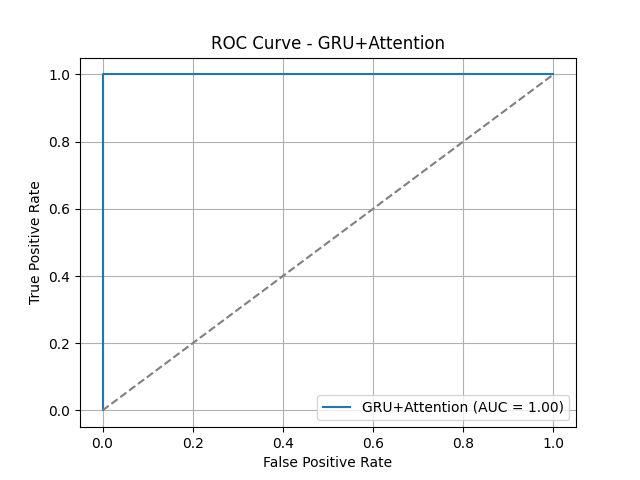 ROC Curve - GRU+Attention
True Positive Rate
1.0
0.8
0.6
0.4
0.2
0.0
GRU+Attention (AUC = 1.00)
0.0 0.2 0.4 0.6 0.8 1.0
False Positive Rate